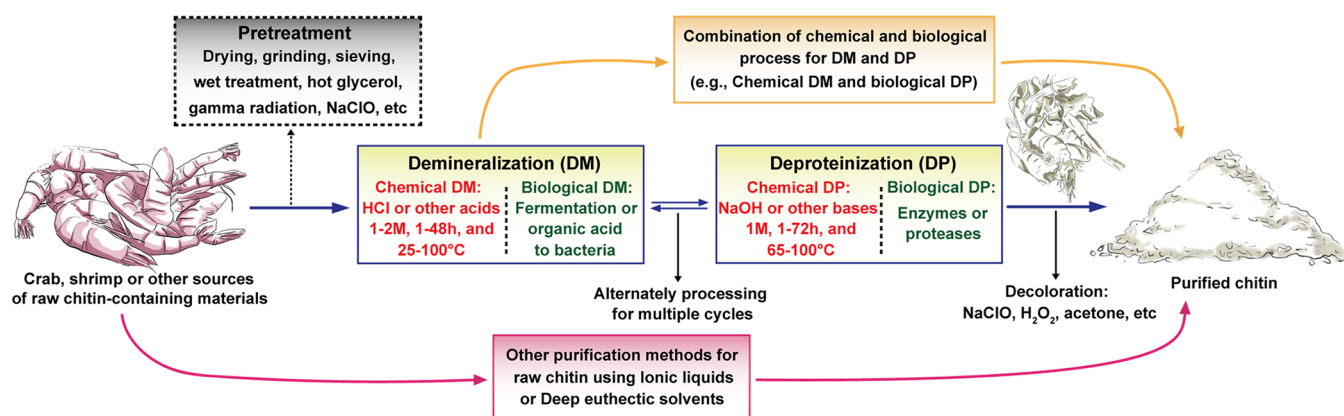 Pretreatment
Drying, grinding, sieving,
wet treatment, hot glycerol,
gamma radiation, NaClO, etc
Combination of chemical and biological
process for DM and DP
(e.g., Chemical DM and biological DP)
Crab, shrimp or other sources
of raw chitin-containing materials
Demineralization (DM)
Chemical DM:
HCl or other acids
1-2M, 1-48h, and
25-100°C
Biological DM:
Fermentation or
organic acid
to bacteria
Alternately processing
for multiple cycles
Deproteinization (DP)
Chemical DP:
NaOH or other bases
1M, 1-72h, and
65-100°C
Biological DP:
Enzymes or
proteases
Decoloration:
NaClO, H₂O₂, acetone, etc
Purified chitin
Other purification methods for
raw chitin using Ionic liquids
or Deep euthectic solvents